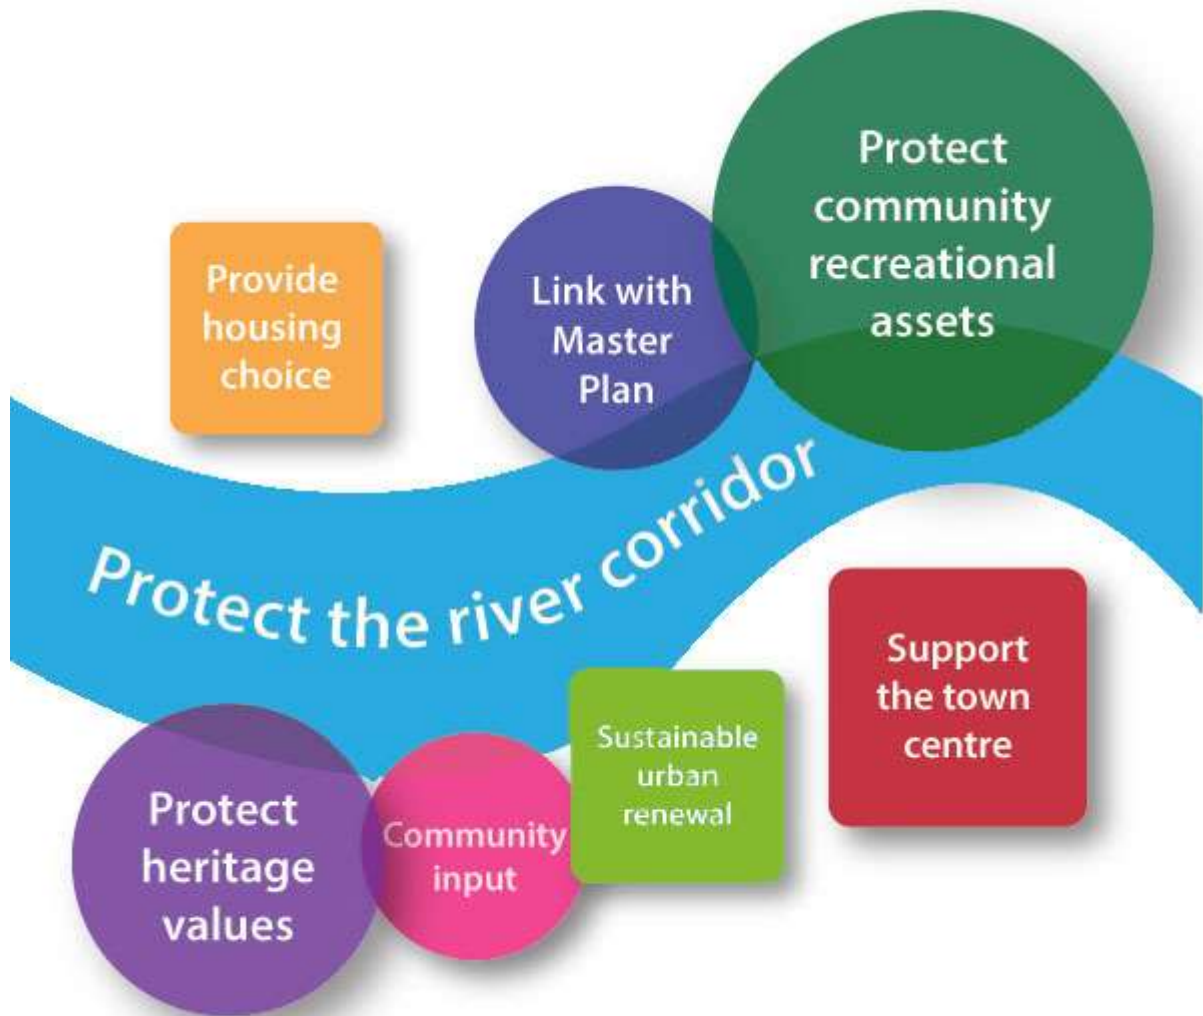 Protect
community
recreational
assets
Provide
housing
choice
Link with
Master
Plan
Protect the river corridor
Support
the town
centre
Sustainable
urban
renewal
Protect
heritage
values
Community
input